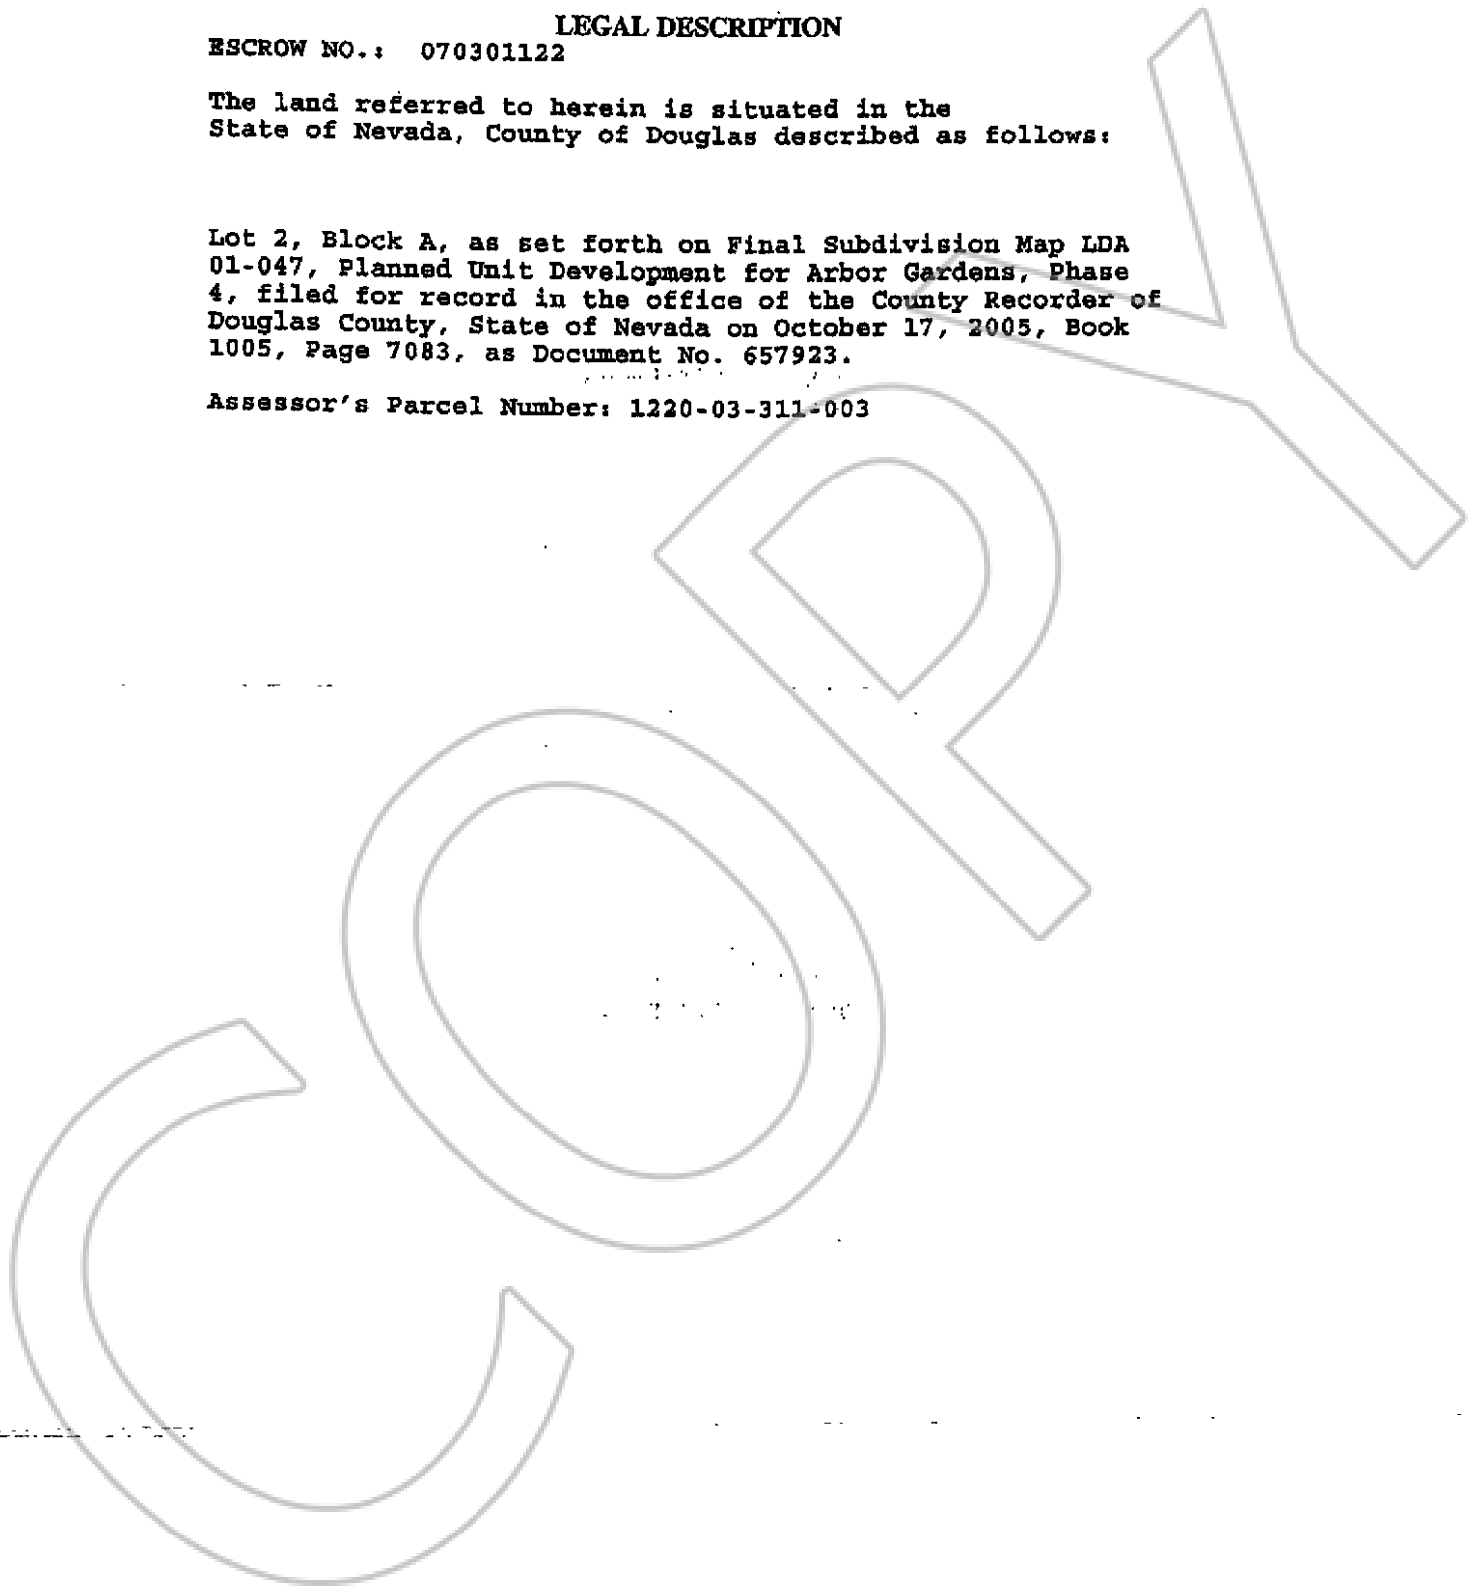 LEGAL DESCRIPTION
ESCROW NO.: 070301122
The land referred to herein is situated in the
State of Nevada, County of Douglas described as follows:
Lot 2, Block A, as set forth on Final Subdivision Map LDA
01-047, Planned Unit Development for Arbor Gardens, Phase
4, filed for record in the office of the County Recorder of
Douglas County, State of Nevada on October 17, 2005, Book
1005, Page 7083, as Document No. 657923.
Assessor's Parcel Number: 1220-03-311-003
COPY